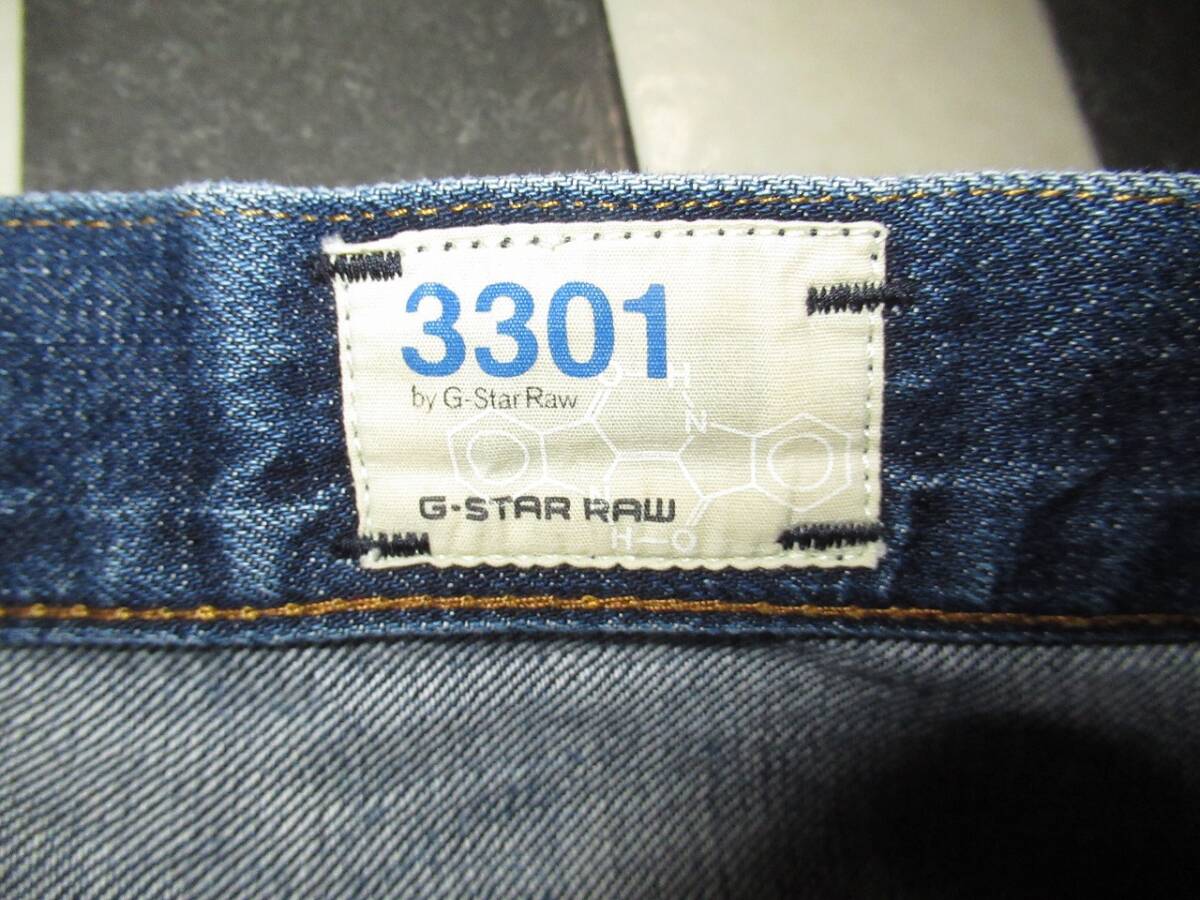 3301
by G-Star Raw
O H
N
G-STAR RAW
H-O